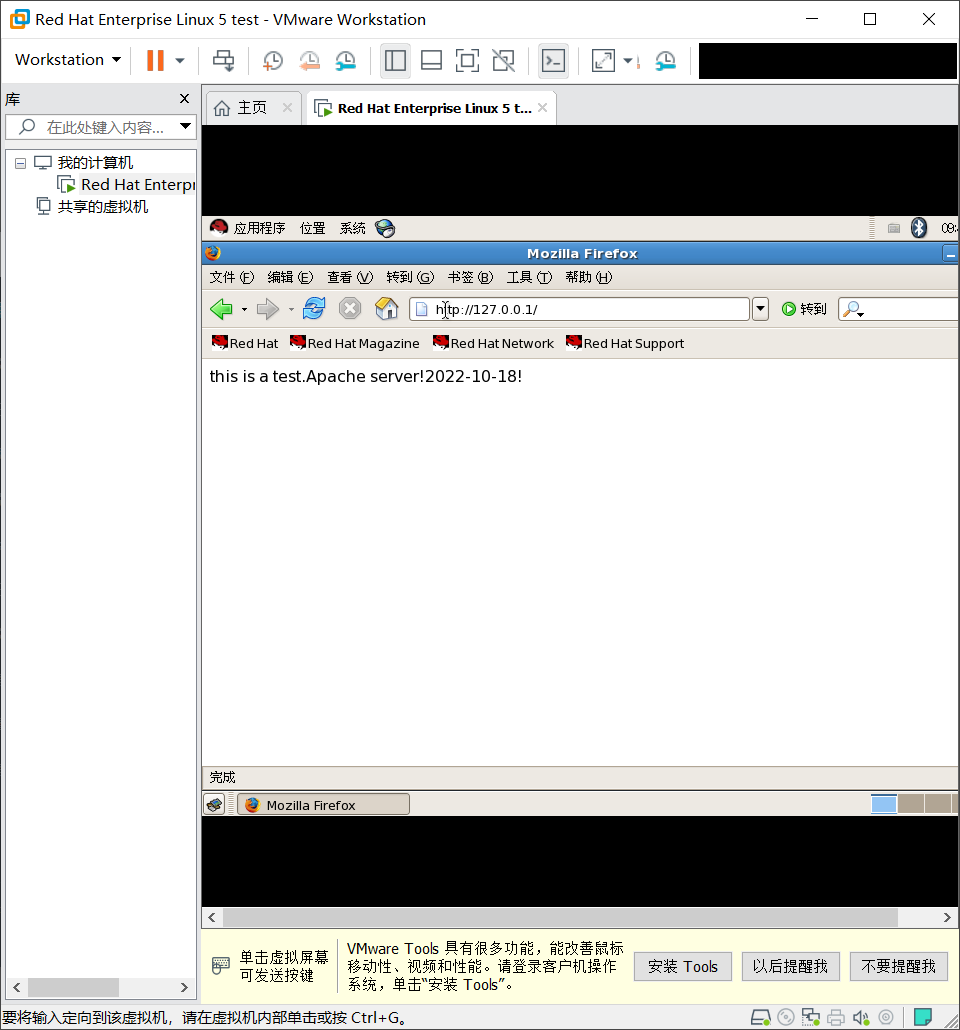 Red Hat Enterprise Linux 5 test - VMware Workstation
Workstation
库
主页
Red Hat Enterprise Linux 5 t...
在此处键入内容...
我的计算机
Red Hat Enterpr
共享的虚拟机
应用程序 位置 系统
Mozilla Firefox
文件 (F) 编辑 (E) 查看 (V) 转到 (G) 书签 (B) 工具 (T) 帮助 (H)
http://127.0.0.1/
转到
Red Hat Red Hat Magazine Red Hat Network Red Hat Support
this is a test.Apache server!2022-10-18!
完成
Mozilla Firefox
单击虚拟屏幕
可发送按键
VMware Tools 具有很多功能，能改善鼠标
移动性、视频和性能。请登录客户机操作
系统，单击“安装 Tools”。
安装 Tools
以后提醒我
不要提醒我
要将输入定向到该虚拟机，请在虚拟机内部单击或按 Ctrl+G。